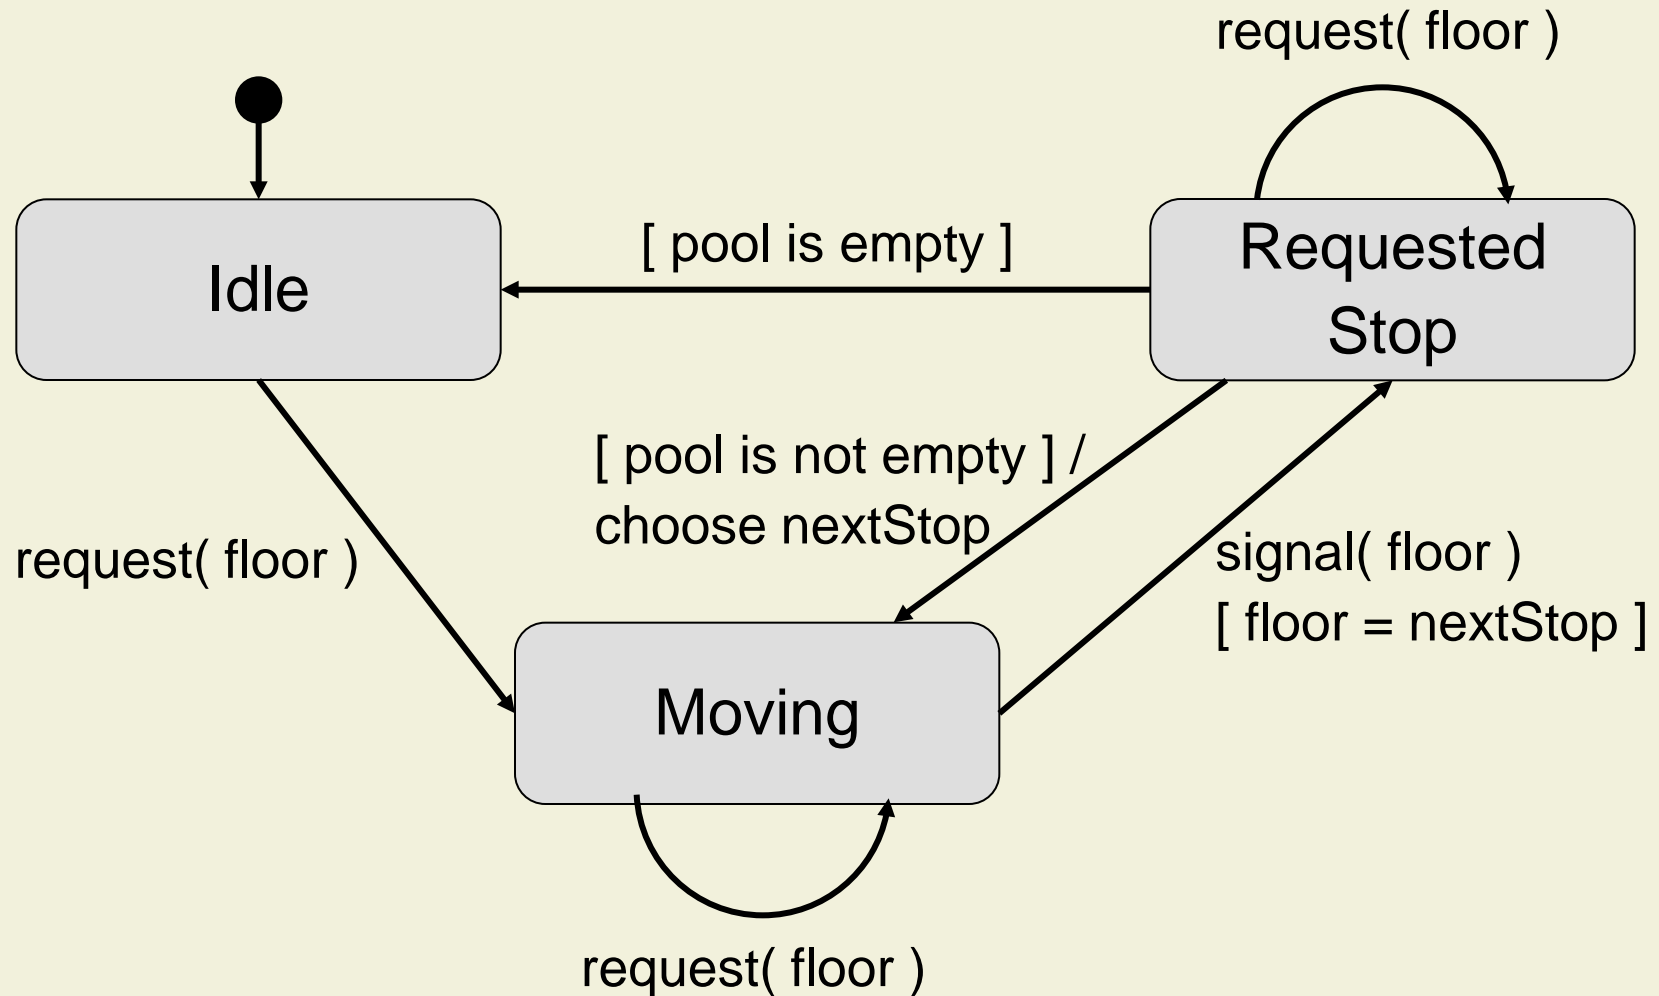 request( floor )
[ pool is empty ]
Idle
Requested
Stop
[ pool is not empty ] /
choose nextStop
request( floor )
signal( floor )
[ floor = nextStop ]
Moving
request( floor )